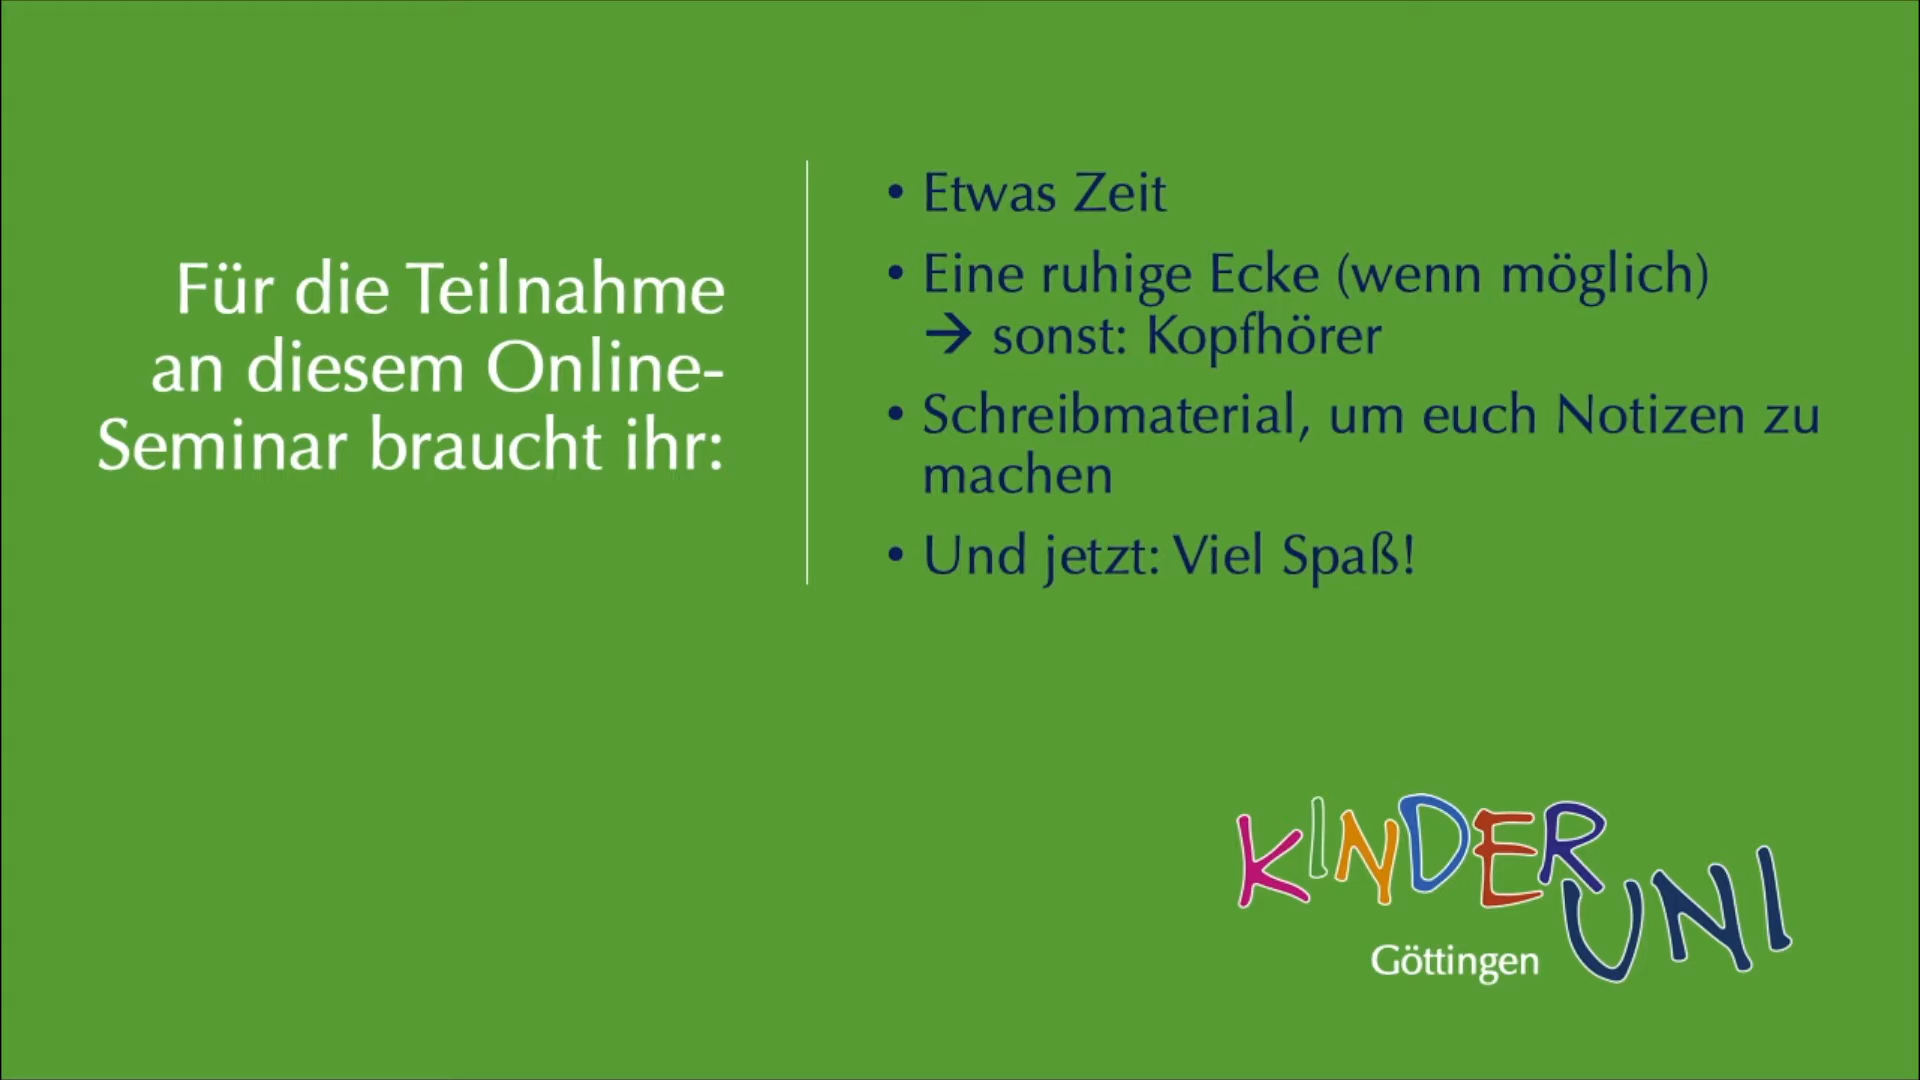 Für die Teilnahme
an diesem Online-
Seminar braucht ihr:
• Etwas Zeit
• Eine ruhige Ecke (wenn möglich)
→ sonst: Kopfhörer
• Schreibmaterial, um euch Notizen zu
machen
• Und jetzt: Viel Spaß!
KINDER
UNI
Göttingen